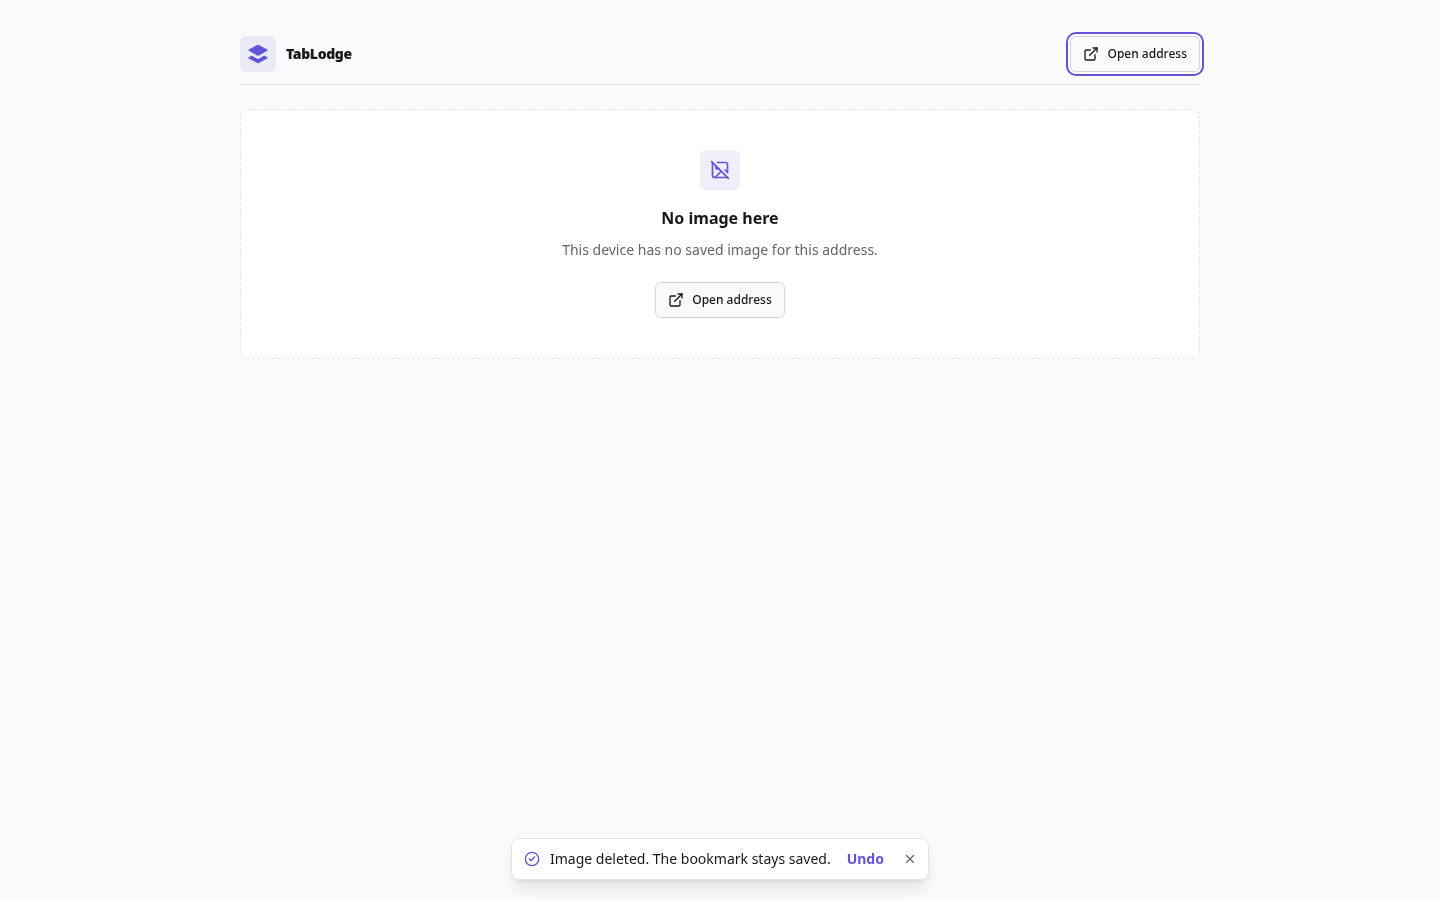 TabLodge
Open address
No image here
This device has no saved image for this address.
Open address
Image deleted. The bookmark stays saved. Undo